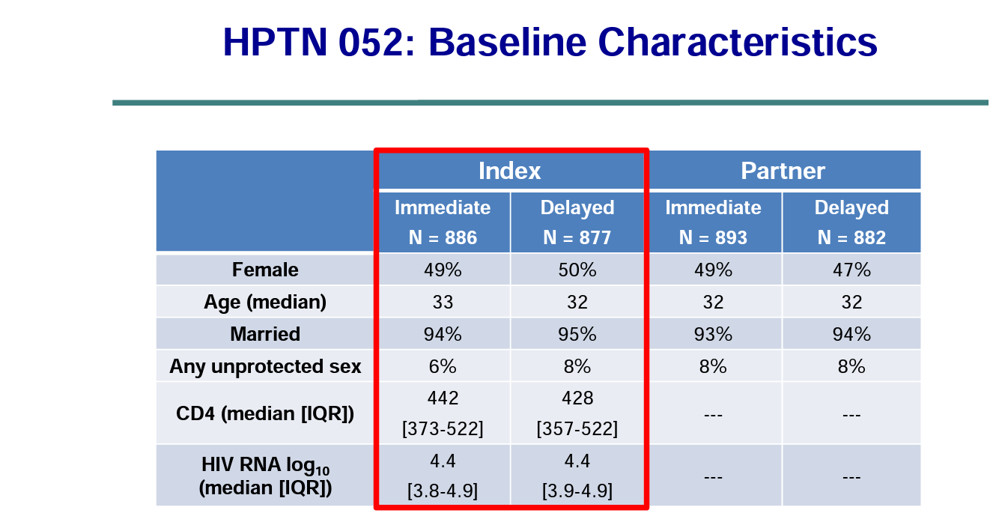 HPTN 052: Baseline Characteristics
Index Partner
Immediate Delayed Immediate Delayed
N = 886 N = 877 N = 893 N = 882
Female 49% 50% 49% 47%
Age (median) 33 32 32 32
Married 94% 95% 93% 94%
Any unprotected sex 6% 8% 8% 8%
CD4 (median [IQR]) 442 428 --- ---
[373-522] [357-522]
HIV RNA log₁₀ 4.4 4.4 --- ---
(median [IQR]) [3.8-4.9] [3.9-4.9]